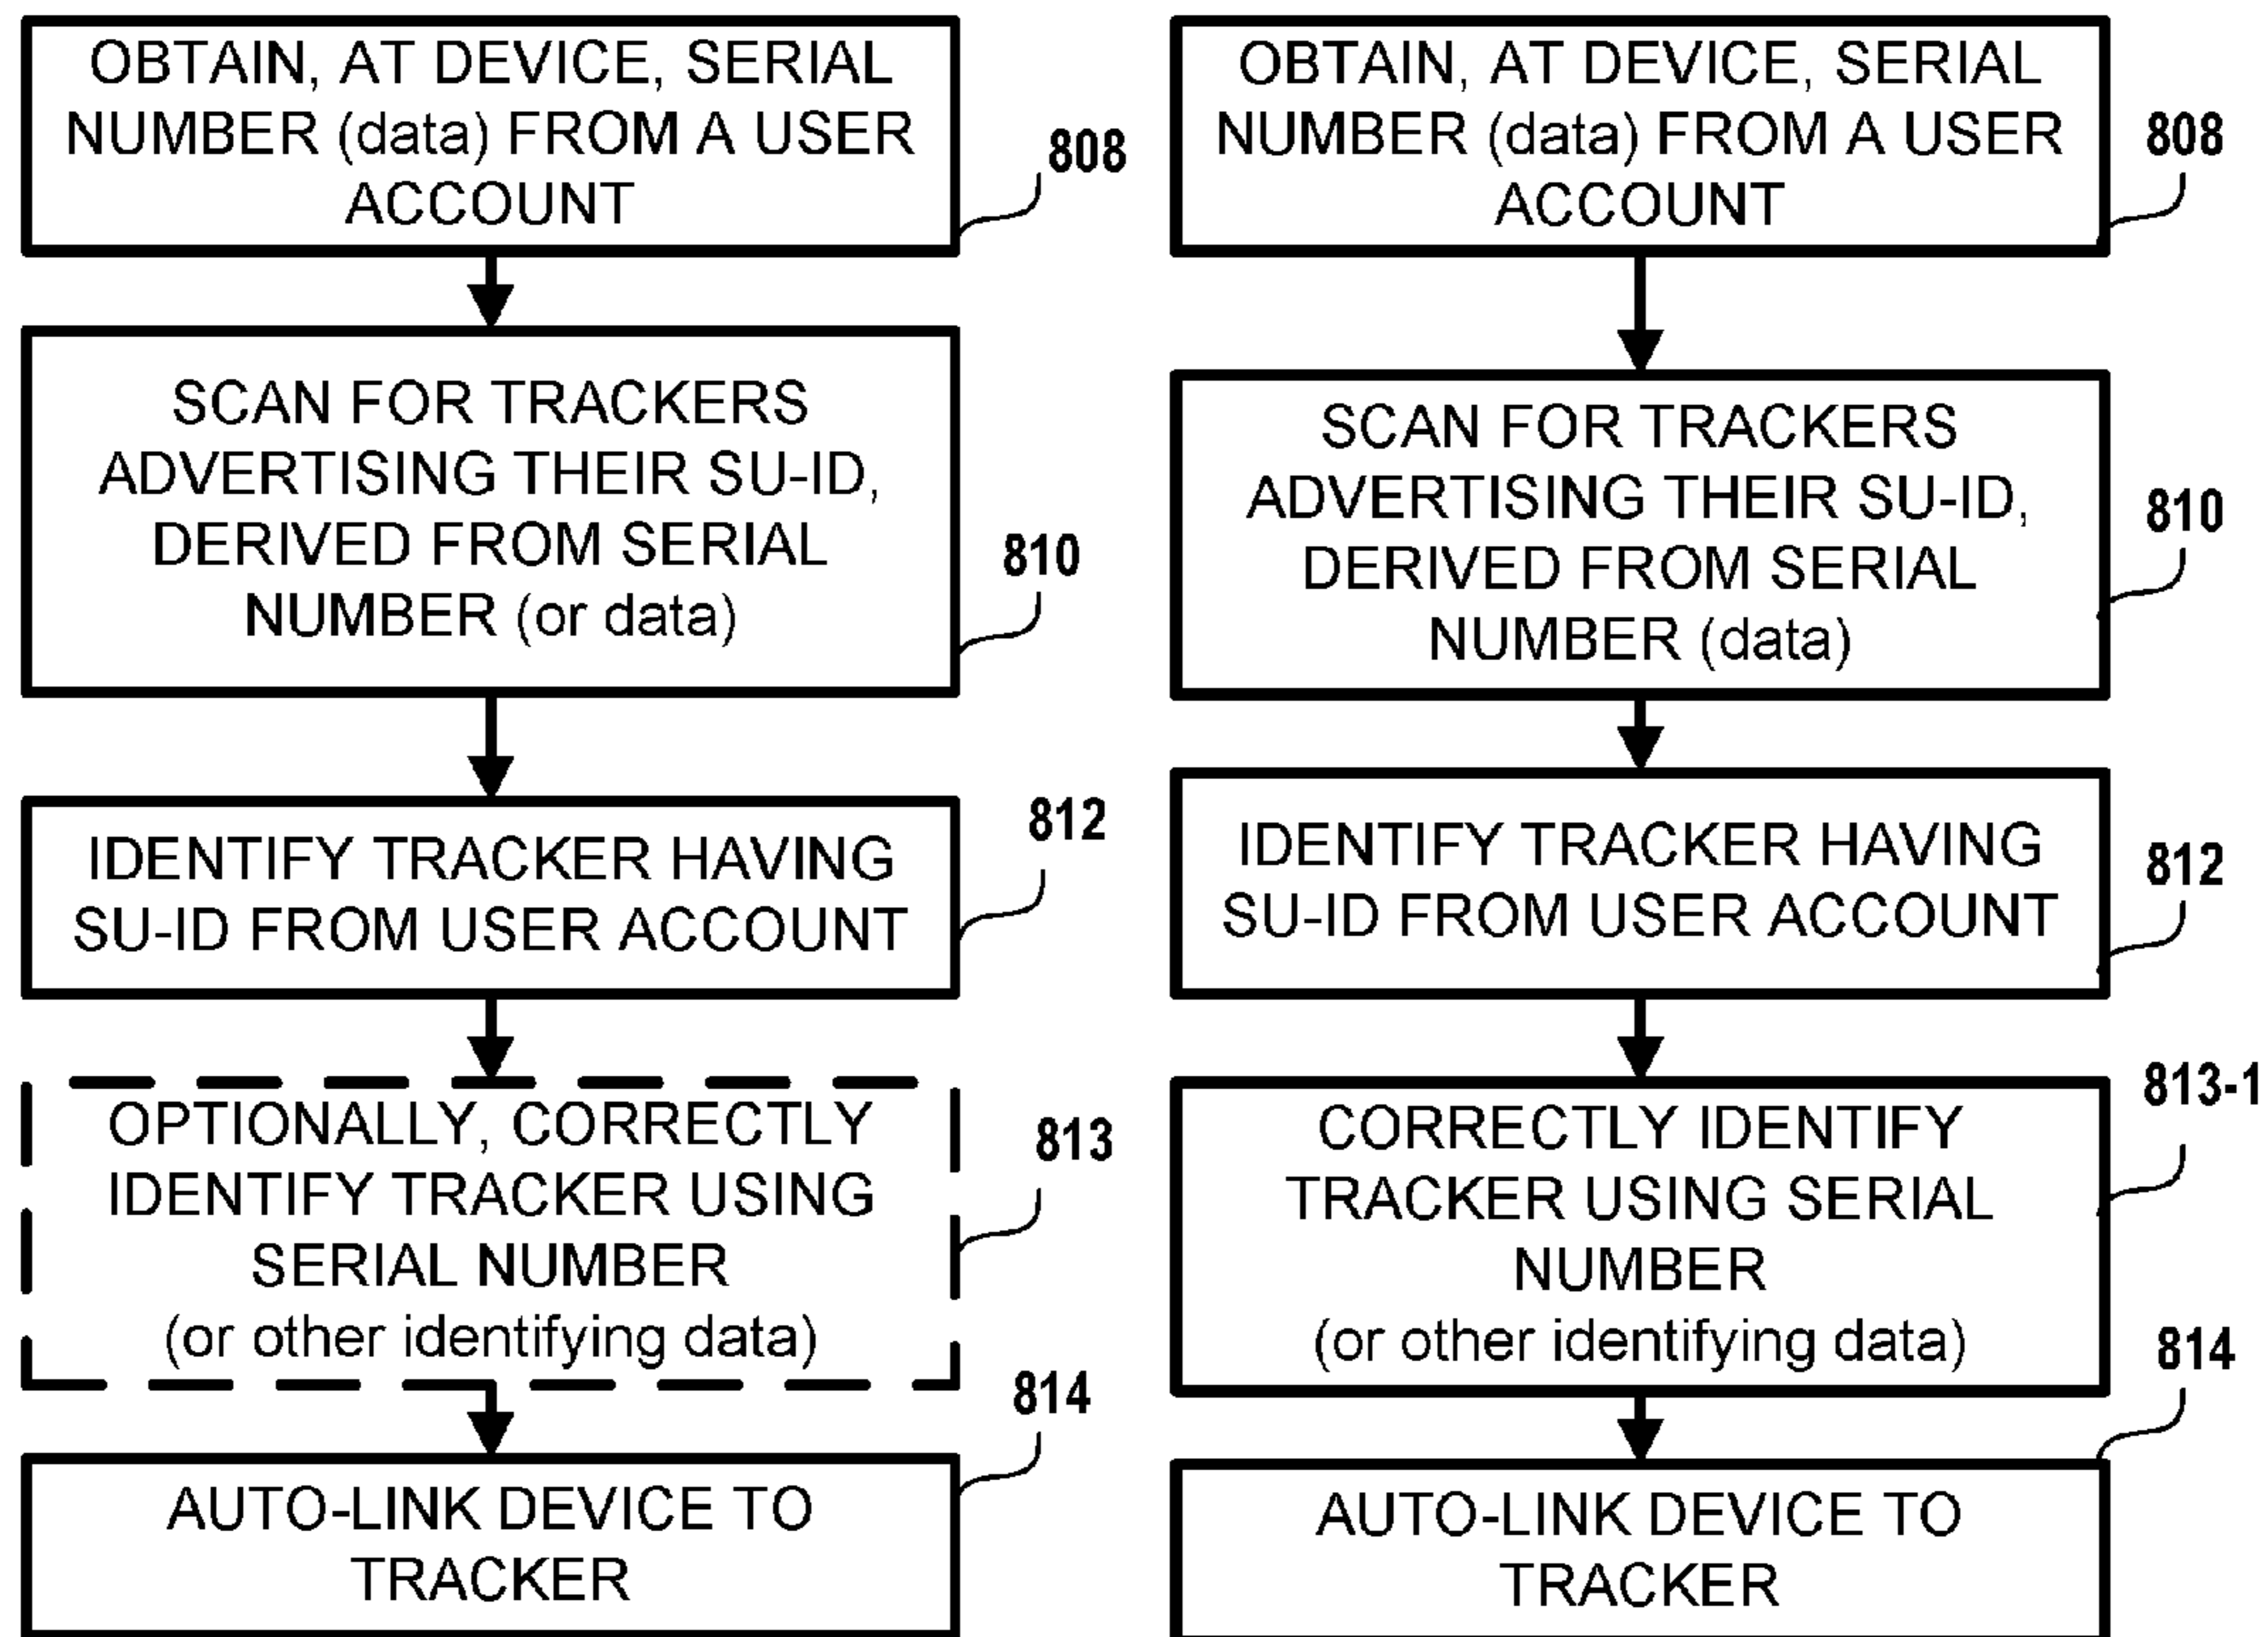 OBTAIN, AT DEVICE, SERIAL
NUMBER (data) FROM A USER
ACCOUNT
808
SCAN FOR TRACKERS
ADVERTISING THEIR SU-ID,
DERIVED FROM SERIAL
NUMBER (or data)
810
IDENTIFY TRACKER HAVING
SU-ID FROM USER ACCOUNT
812
OPTIONALLY, CORRECTLY
IDENTIFY TRACKER USING
SERIAL NUMBER
(or other identifying data)
813
AUTO-LINK DEVICE TO
TRACKER
814
OBTAIN, AT DEVICE, SERIAL
NUMBER (data) FROM A USER
ACCOUNT
808
SCAN FOR TRACKERS
ADVERTISING THEIR SU-ID,
DERIVED FROM SERIAL
NUMBER (data)
810
IDENTIFY TRACKER HAVING
SU-ID FROM USER ACCOUNT
812
CORRECTLY IDENTIFY
TRACKER USING SERIAL
NUMBER
(or other identifying data)
813-1
AUTO-LINK DEVICE TO
TRACKER
814